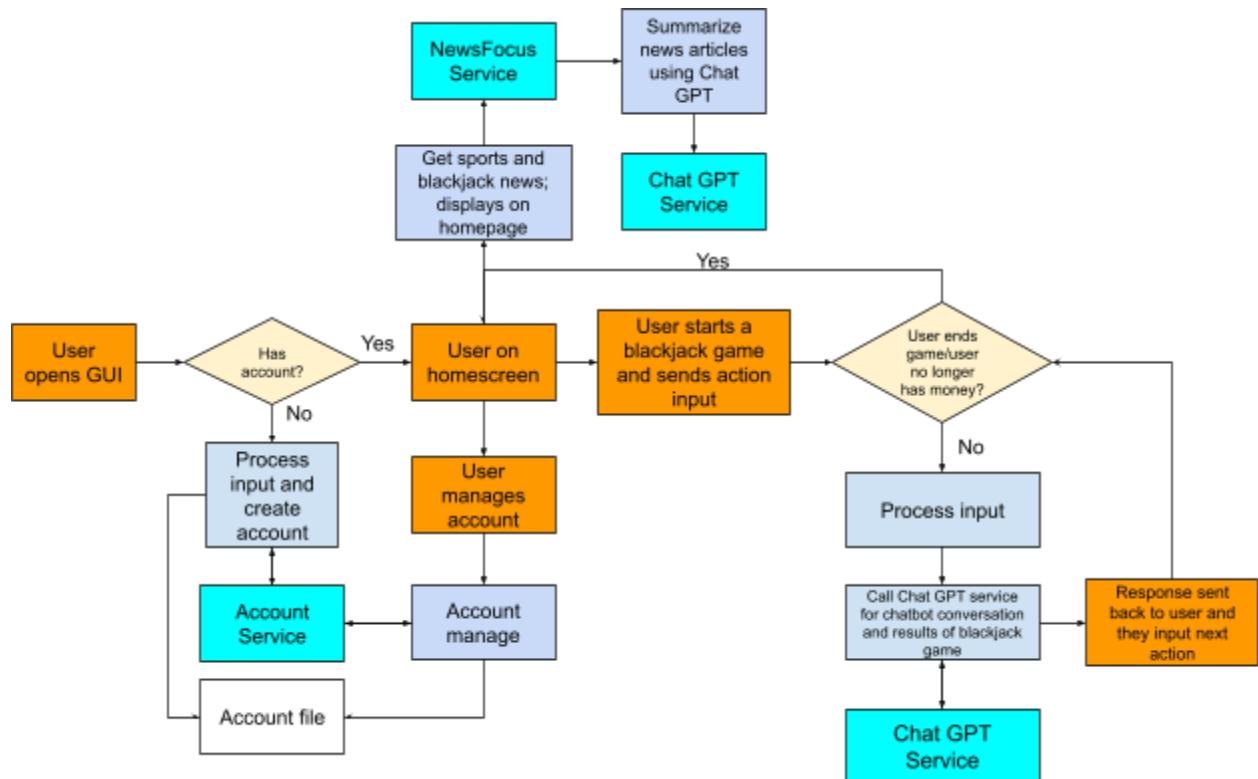 NewsFocus
Service
Summarize
news articles
using Chat
GPT
Get sports and
blackjack news;
displays on
homepage
Chat GPT
Service
Yes
User
opens GUI
Has
account?
Yes
User on
homescreen
User starts a
blackjack game
and sends action
input
User ends
game/user
no longer
has money?
No
No
Process
input and
create
account
User
manages
account
Process input
Account
Service
Account
manage
Call Chat GPT service
for chatbot conversation
and results of blackjack
game
Response sent
back to user and
they input next
action
Account file
Chat GPT
Service